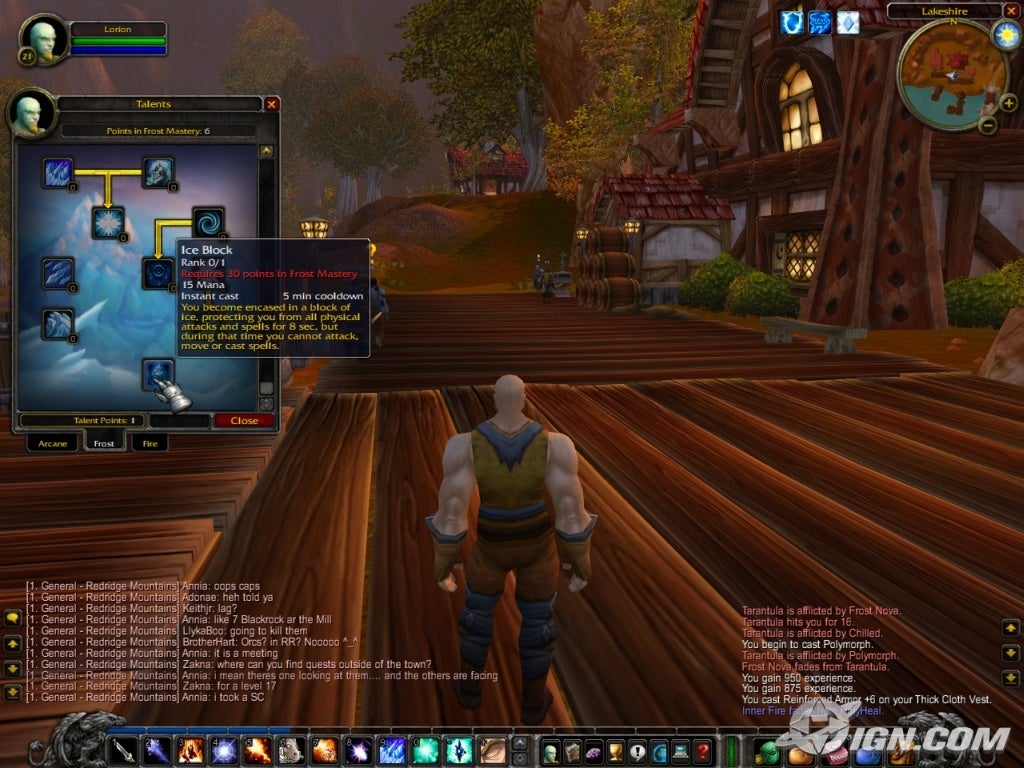 Lorion
21
Lakeshire
N
Talents
Points in Frost Mastery: 6
0
0
0
0
0
Ice Block
Rank 0/1
Requires 30 points in Frost Mastery
15 Mana
Instant cast 5 min cooldown
You become encased in a block of
ice, protecting you from all physical
attacks and spells for 8 sec, but
during that time you cannot attack,
move or cast spells.
Talent Points: 1
Close
Arcane Frost Fire
[1. General - Redridge Mountains] Annia: oops caps
[1. General - Redridge Mountains] Adonae: heh told ya
[1. General - Redridge Mountains] Keithjr: lag?
[1. General - Redridge Mountains] Annia: like 7 Blackrock ar the Mill
[1. General - Redridge Mountains] LlykaBoo: going to kill them
[1. General - Redridge Mountains] BrotherHart: Orcs? in RR? Nooooo ^_^
[1. General - Redridge Mountains] Annia: it is a meeting
[1. General - Redridge Mountains] Zakna: where can you find quests outside of the town?
[1. General - Redridge Mountains] Annia: i mean theres one looking at them.... and the others are facing
[1. General - Redridge Mountains] Zakna: for a level 17
[1. General - Redridge Mountains] Annia: i took a SC
Tarantula is afflicted by Frost Nova.
Tarantula hits you for 16.
Tarantula is afflicted by Chilled.
You begin to cast Polymorph.
Tarantula is afflicted by Polymorph.
Frost Nova fades from Tarantula.
You gain 950 experience.
You gain 875 experience.
You cast Reinforced Armor +6 on your Thick Cloth Vest.
Inner Fire
IGN.COM